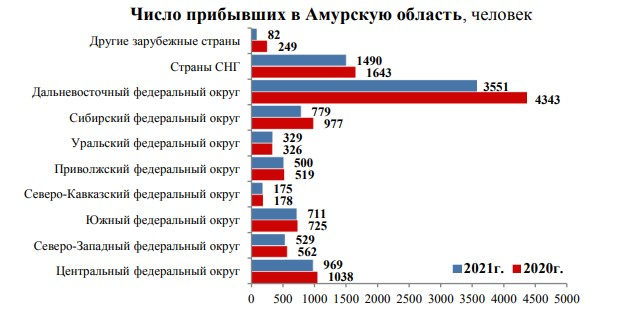 Число прибывших в Амурскую область, человек
Другие зарубежные страны
82
249
Страны СНГ
1490
1643
Дальневосточный федеральный округ
3551
4343
Сибирский федеральный округ
779
977
Уральский федеральный округ
329
326
Приволжский федеральный округ
500
519
Северо-Кавказский федеральный округ
175
178
Южный федеральный округ
711
725
Северо-Западный федеральный округ
529
562
Центральный федеральный округ
969
1038
2021г. 2020г.
0 500 1000 1500 2000 2500 3000 3500 4000 4500 5000